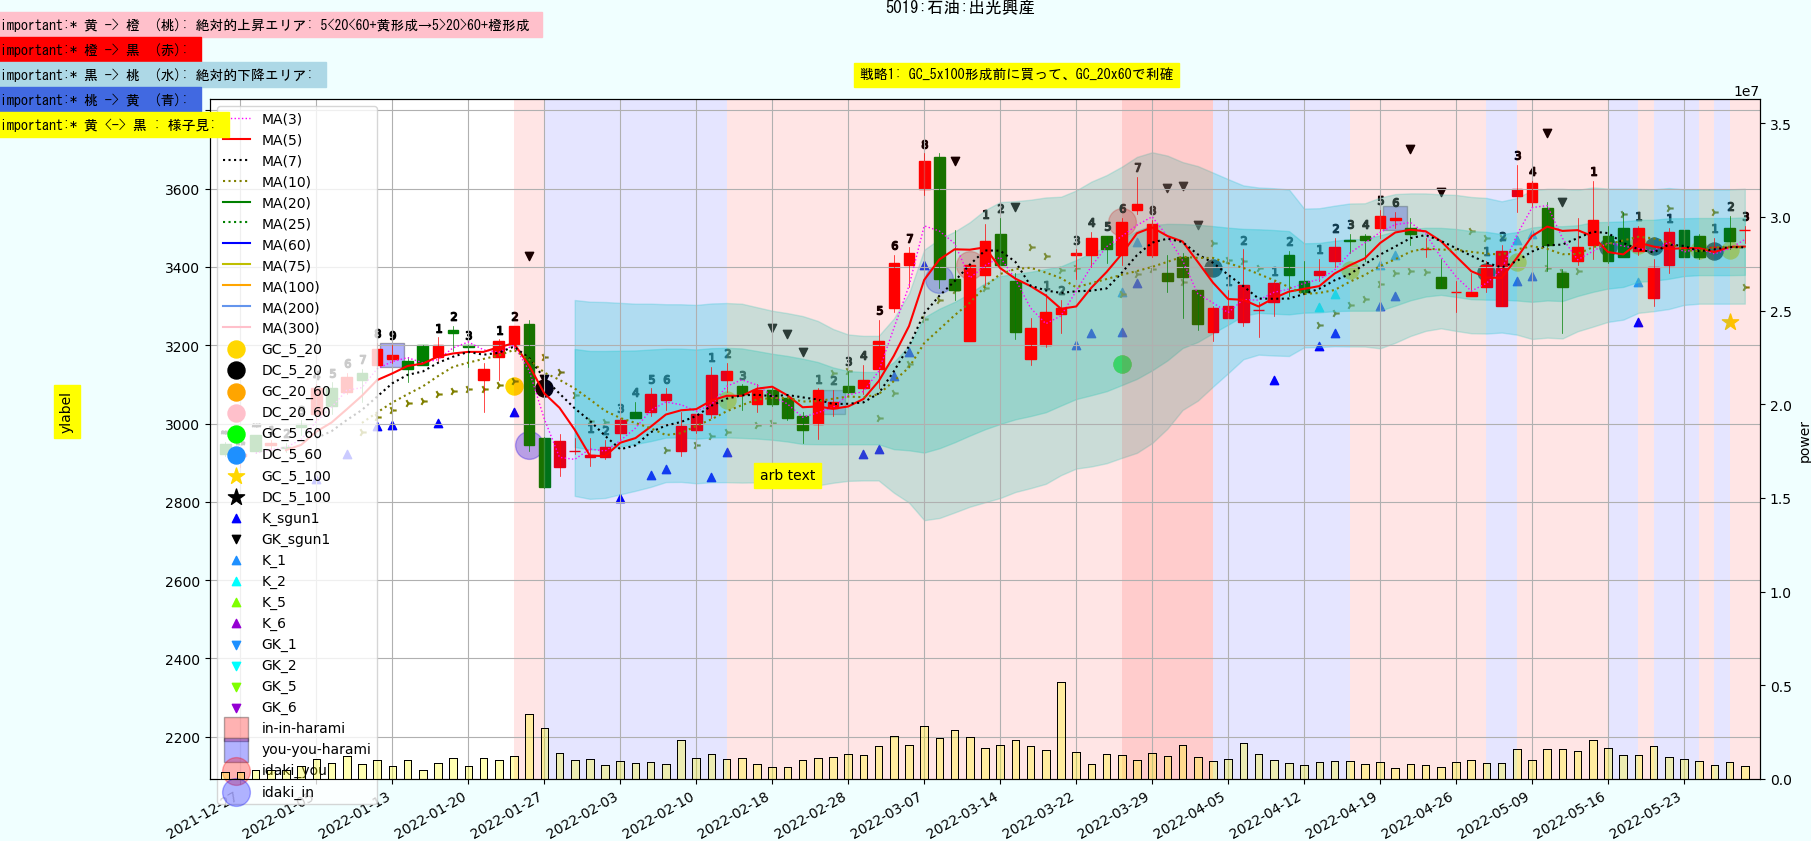 5019:石油:出光興産
important:* 黄 -> 橙 (桃): 絶対的上昇エリア: 5<20<60+黄形成→5>20>60+橙形成
important:* 橙 -> 黒 (赤):
important:* 黒 -> 桃 (水): 絶対的下降エリア:
important:* 桃 -> 黄 (青):
important:* 黄 <-> 黒 : 様子見:
戦略1: GC_5x100形成前に買って、GC_20x60で利確
1e7
MA(3)
MA(5)
MA(7)
MA(10)
MA(20)
MA(25)
MA(60)
MA(75)
MA(100)
MA(200)
MA(300)
GC_5_20
DC_5_20
GC_20_60
DC_20_60
GC_5_60
DC_5_60
GC_5_100
DC_5_100
K_sgun1
GK_sgun1
K_1
K_2
K_5
K_6
GK_1
GK_2
GK_5
GK_6
in-in-harami
you-you-harami
idaki_you
idaki_in
3600
3400
3200
3000
2800
2600
2400
2200
ylabel
arb text
3.5
3.0
2.5
2.0
1.5
1.0
0.5
0.0
power
2022-01-13
2022-01-20
2022-01-27
2022-02-03
2022-02-10
2022-02-18
2022-02-28
2022-03-07
2022-03-14
2022-03-22
2022-03-29
2022-04-05
2022-04-12
2022-04-19
2022-04-26
2022-05-09
2022-05-16
2022-05-23